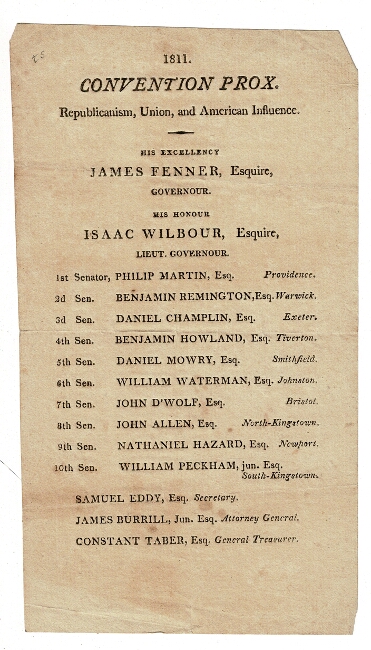 25
1811.
CONVENTION PROX.
Republicanism, Union, and American Influence.
HIS EXCELLENCY
JAMES FENNER, Esquire,
GOVERNOUR.
HIS HONOUR
ISAAC WILBOUR, Esquire,
LIEUT. GOVERNOUR.
1st Senator, PHILIP MARTIN, Esq. Providence.
2d Sen. BENJAMIN REMINGTON, Esq. Warwick.
3d Sen. DANIEL CHAMPLIN, Esq. Exeter.
4th Sen. BENJAMIN HOWLAND, Esq. Tiverton.
5th Sen. DANIEL MOWRY, Esq. Smithfield.
6th Sen. WILLIAM WATERMAN, Esq. Johnston.
7th Sen. JOHN D'WOLF, Esq. Bristol.
8th Sen. JOHN ALLEN, Esq. North-Kingstown.
9th Sen. NATHANIEL HAZARD, Esq. Newport.
10th Sen. WILLIAM PECKHAM, jun. Esq.
South-Kingstown.
SAMUEL EDDY, Esq. Secretary.
JAMES BURRILL, Jun. Esq. Attorney General.
CONSTANT TABER, Esq. General Treasurer.